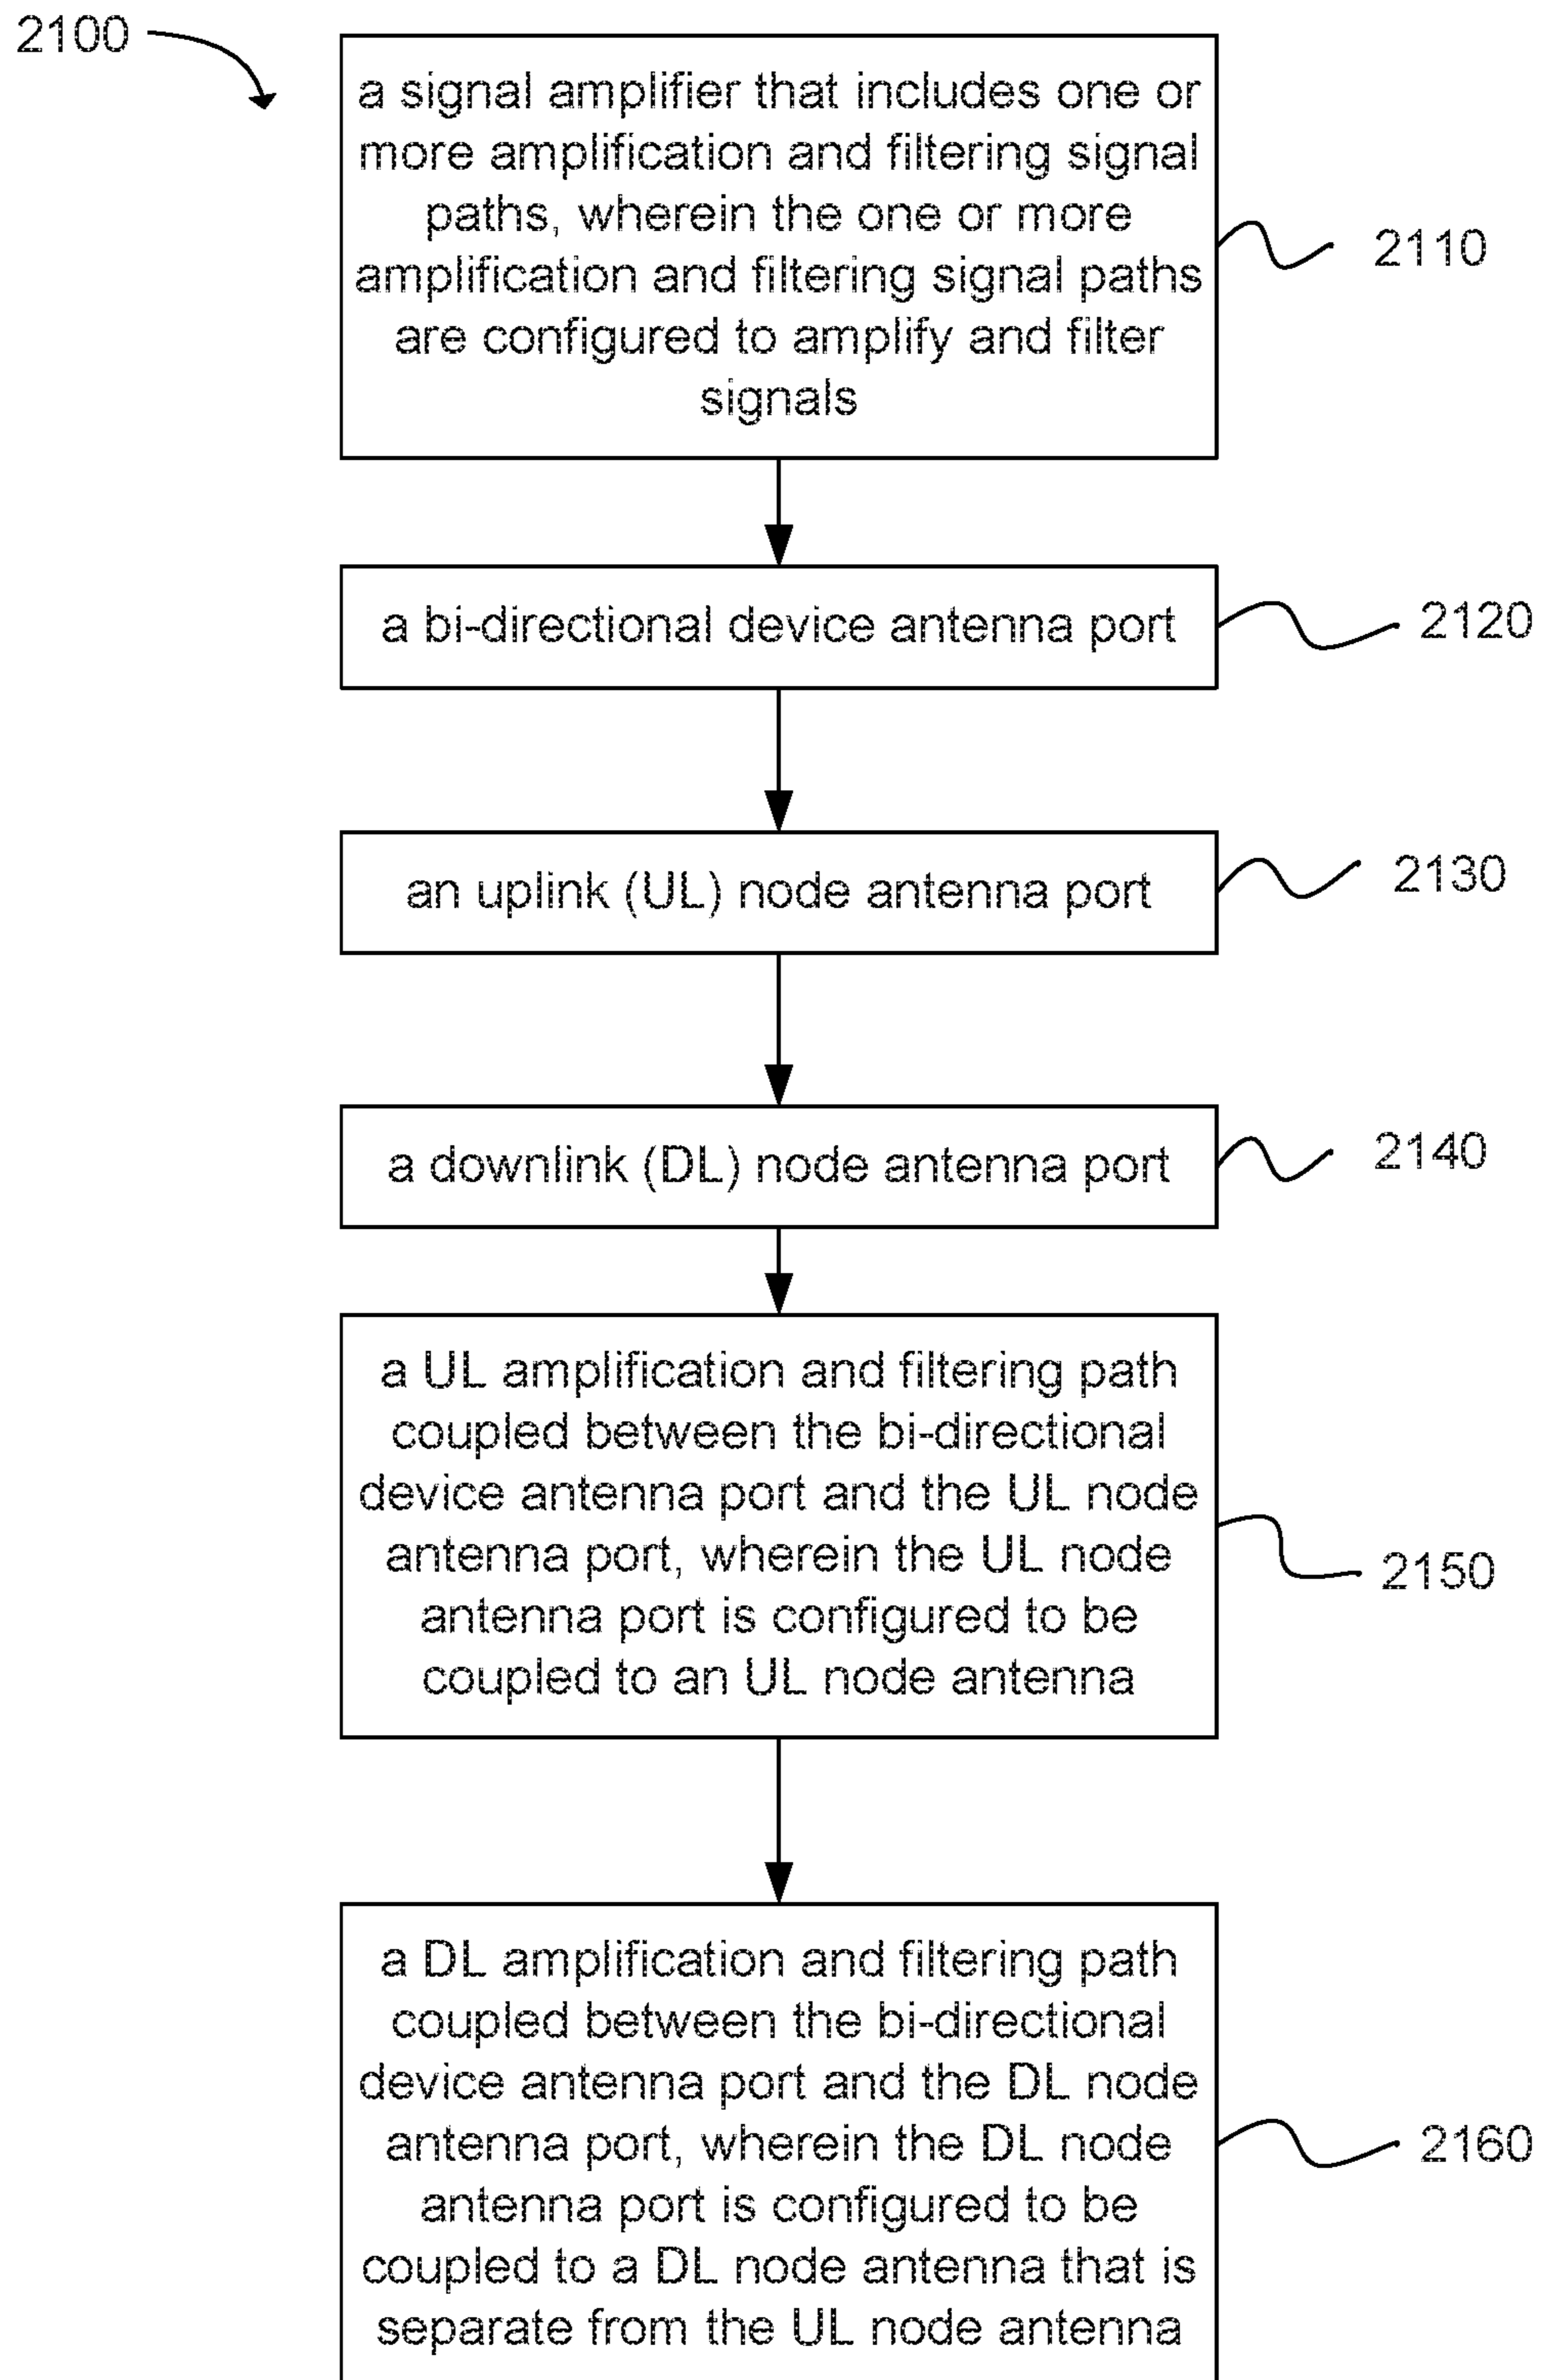 2100
a signal amplifier that includes one or
more amplification and filtering signal
paths, wherein the one or more
amplification and filtering signal paths
are configured to amplify and filter
signals
2110
a bi-directional device antenna port
2120
an uplink (UL) node antenna port
2130
a downlink (DL) node antenna port
2140
a UL amplification and filtering path
coupled between the bi-directional
device antenna port and the UL node
antenna port, wherein the UL node
antenna port is configured to be
coupled to an UL node antenna
2150
a DL amplification and filtering path
coupled between the bi-directional
device antenna port and the DL node
antenna port, wherein the DL node
antenna port is configured to be
coupled to a DL node antenna that is
separate from the UL node antenna
2160